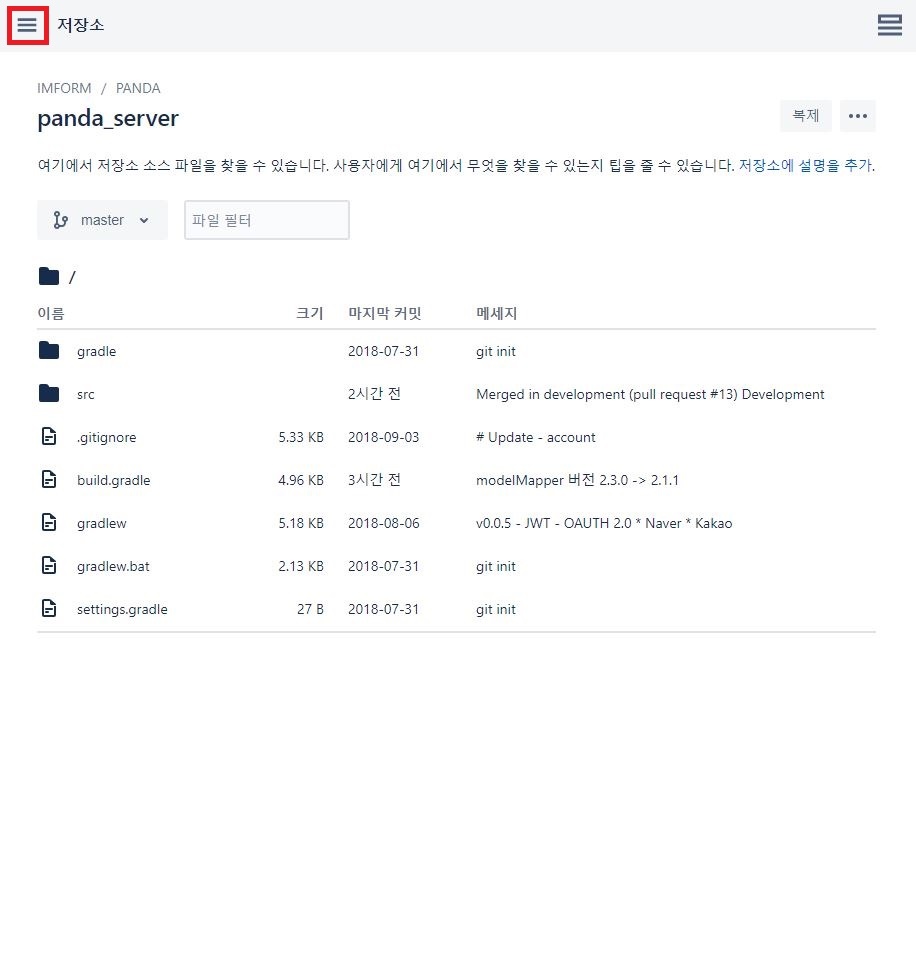 저장소
IMFORM / PANDA
panda_server
복제
여기에서 저장소 소스 파일을 찾을 수 있습니다. 사용자에게 여기에서 무엇을 찾을 수 있는지 팁을 줄 수 있습니다. 저장소에 설명을 추가.
master 파일 필터
/
이름 크기 마지막 커밋 메세지
gradle 2018-07-31 git init
src 2시간 전 Merged in development (pull request #13) Development
.gitignore 5.33 KB 2018-09-03 # Update - account
build.gradle 4.96 KB 3시간 전 modelMapper 버전 2.3.0 -> 2.1.1
gradlew 5.18 KB 2018-08-06 v0.0.5 - JWT - OAUTH 2.0 * Naver * Kakao
gradlew.bat 2.13 KB 2018-07-31 git init
settings.gradle 27 B 2018-07-31 git init